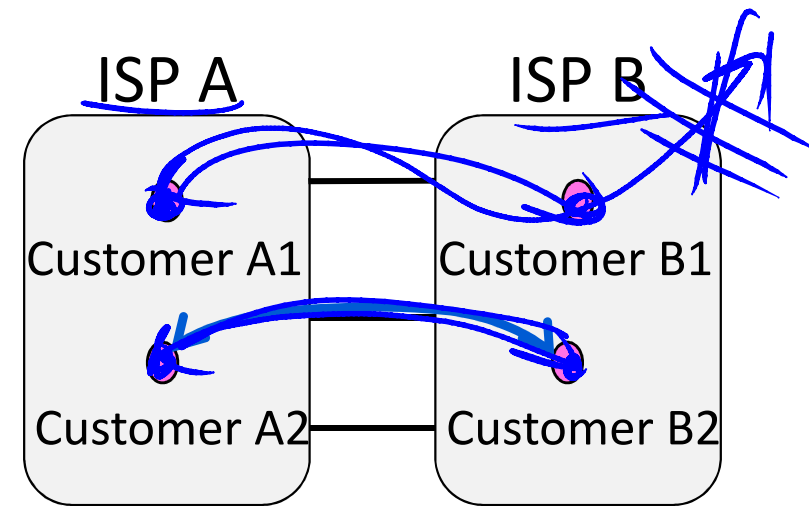 ISP A
ISP B
Customer A1
Customer B1
Customer A2
Customer B2